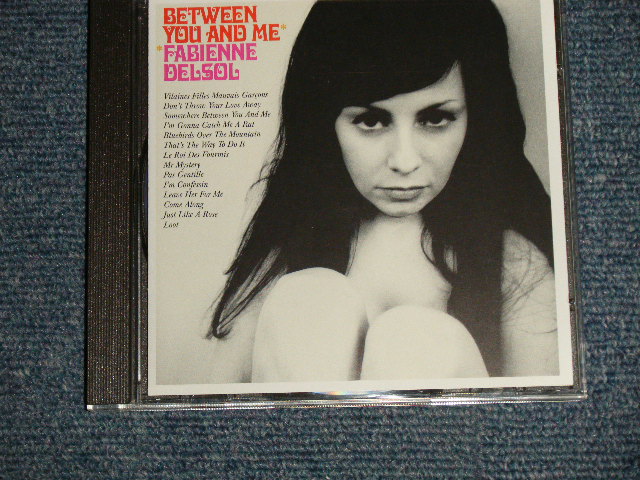 BETWEEN
YOU AND ME*
*FABIENNE
DELSOL
Vilaines Filles Mauvais Garçons
Don't Throw Your Love Away
Somewhere Between You And Me
I'm Gonna Catch Me A Rat
Bluebirds Over The Mountain
That's The Way To Do It
Le Roi Des Fourmis
Mr Mystery
Pas Gentille
I'm Confessin
Leave Her For Me
Come Along
Just Like A Rose
Loot